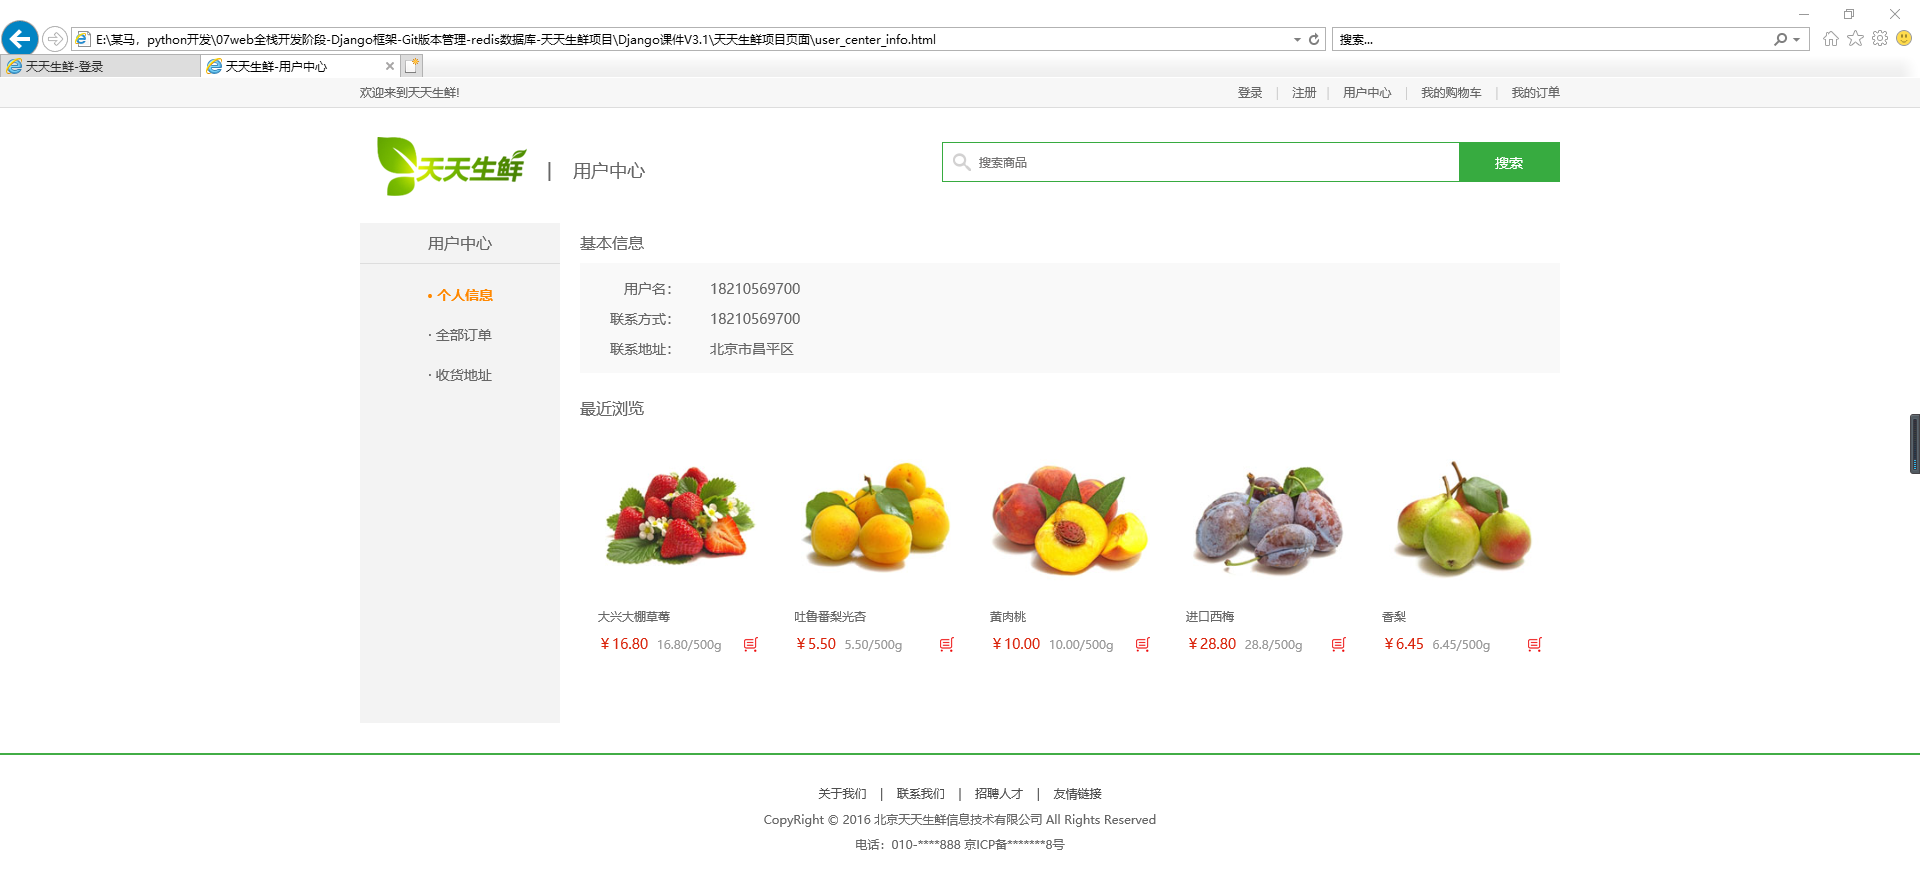 E:\某马，python开发\07web全栈开发阶段-Django框架-Git版本管理-redis数据库-天天生鲜项目\Django课件V3.1\天天生鲜项目页面\user_center_info.html
搜索...
天天生鲜-登录
天天生鲜-用户中心
欢迎来到天天生鲜!
登录 | 注册 | 用户中心 | 我的购物车 | 我的订单
天天生鲜 | 用户中心
搜索商品
搜索
用户中心
· 个人信息
· 全部订单
· 收货地址
基本信息
用户名： 18210569700
联系方式： 18210569700
联系地址： 北京市昌平区
最近浏览
大兴大棚草莓
￥16.80 16.80/500g
吐鲁番梨光杏
￥5.50 5.50/500g
黄肉桃
￥10.00 10.00/500g
进口西梅
￥28.80 28.8/500g
香梨
￥6.45 6.45/500g
关于我们 | 联系我们 | 招聘人才 | 友情链接
CopyRight © 2016 北京天天生鲜信息技术有限公司 All Rights Reserved
电话：010-****888 京ICP备*******8号